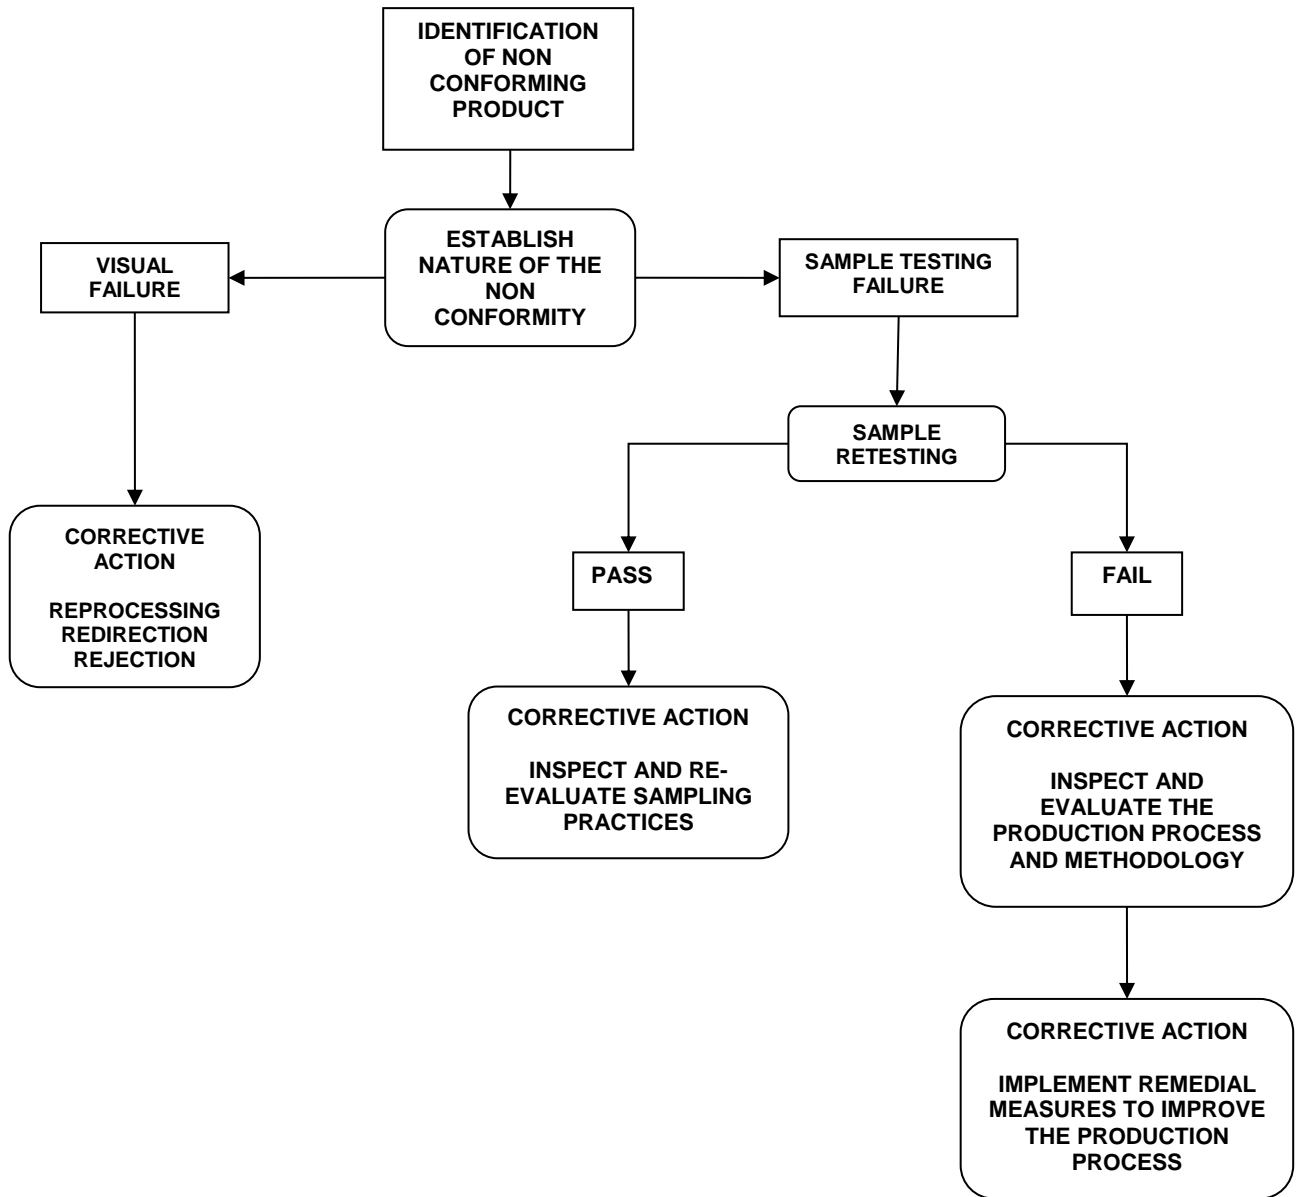 IDENTIFICATION
OF NON
CONFORMING
PRODUCT
ESTABLISH
NATURE OF THE
NON
CONFORMITY
VISUAL
FAILURE
SAMPLE TESTING
FAILURE
SAMPLE
RETESTING
CORRECTIVE
ACTION
REPROCESSING
REDIRECTION
REJECTION
PASS
FAIL
CORRECTIVE ACTION
INSPECT AND RE-
EVALUATE SAMPLING
PRACTICES
CORRECTIVE ACTION
INSPECT AND
EVALUATE THE
PRODUCTION PROCESS
AND METHODOLOGY
CORRECTIVE ACTION
IMPLEMENT REMEDIAL
MEASURES TO IMPROVE
THE PRODUCTION
PROCESS